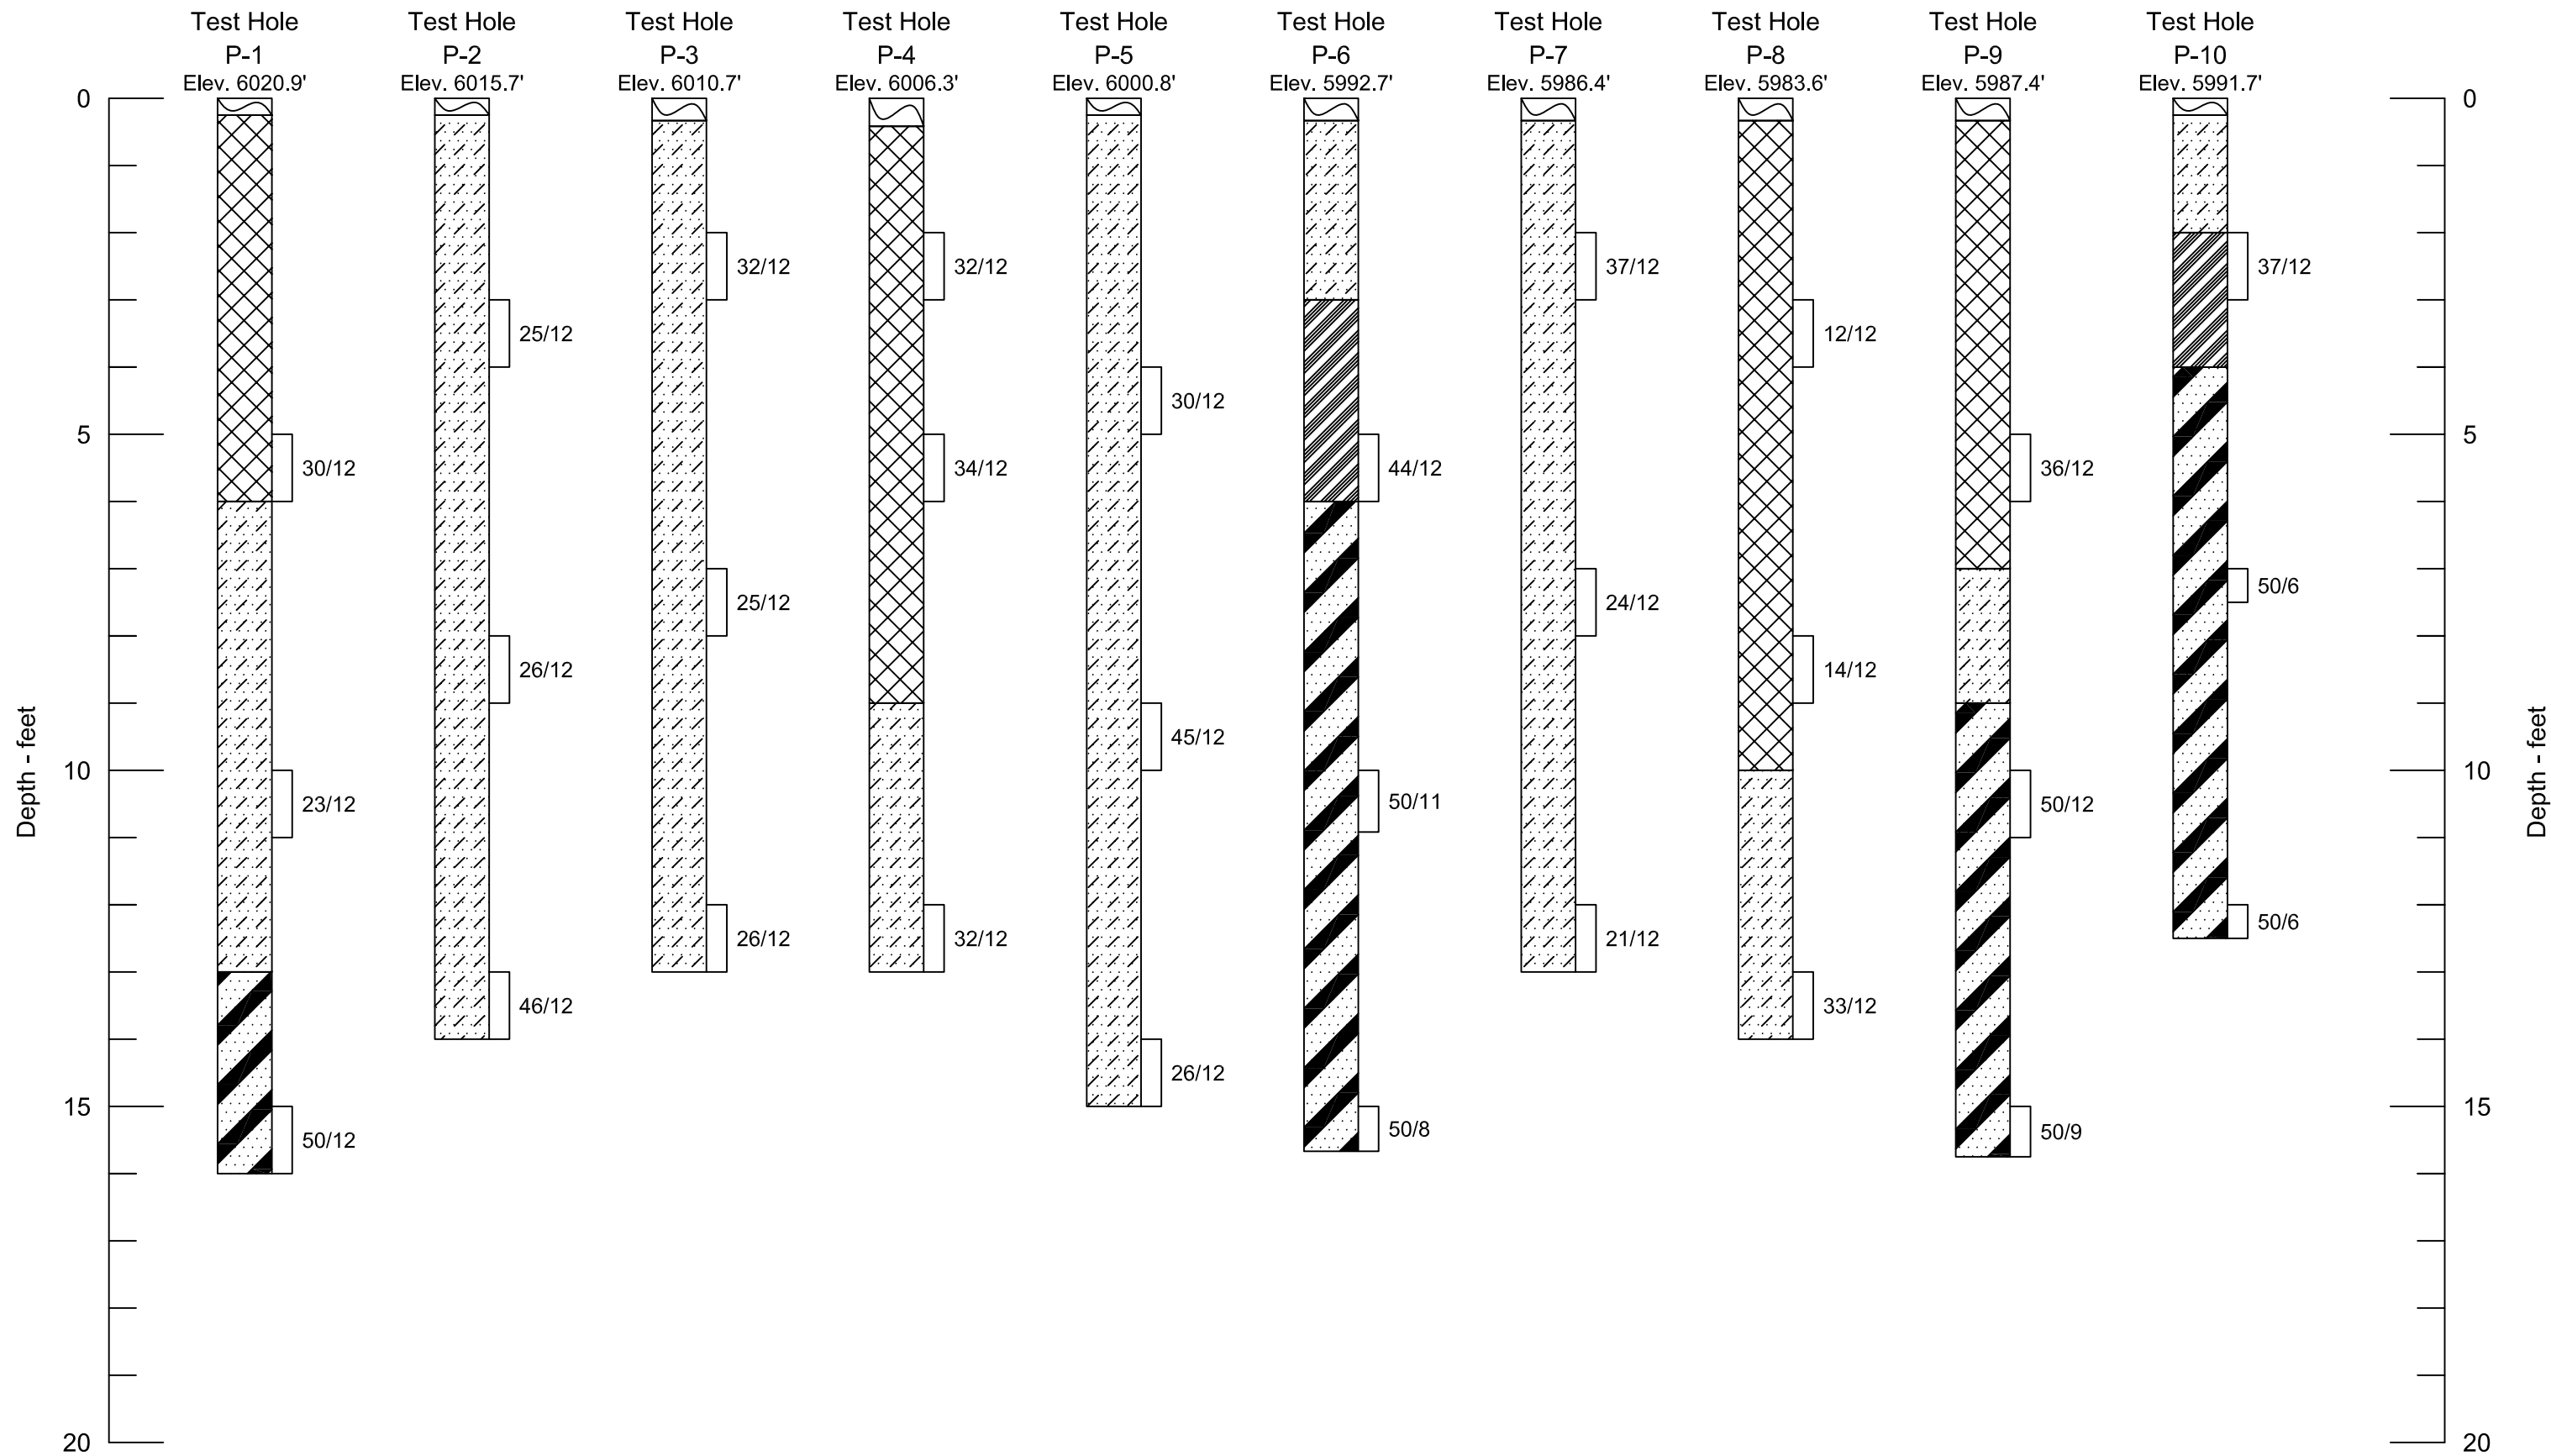 Test Hole Test Hole Test Hole Test Hole Test Hole Test Hole Test Hole Test Hole Test Hole Test Hole
P-1 P-2 P-3 P-4 P-5 P-6 P-7 P-8 P-9 P-10
Elev. 6020.9' Elev. 6015.7' Elev. 6010.7' Elev. 6006.3' Elev. 6000.8' Elev. 5992.7' Elev. 5986.4' Elev. 5983.6' Elev. 5987.4' Elev. 5991.7'
0 0
32/12 32/12 37/12 37/12
25/12 12/12
30/12
5 5
30/12 34/12 44/12 36/12
50/6
25/12 24/12
26/12 14/12
45/12
Depth - feet Depth - feet
10 10
23/12 50/11 50/12
50/6
26/12 32/12 21/12
46/12 33/12
26/12
15 15
50/12 50/8 50/9
20 20